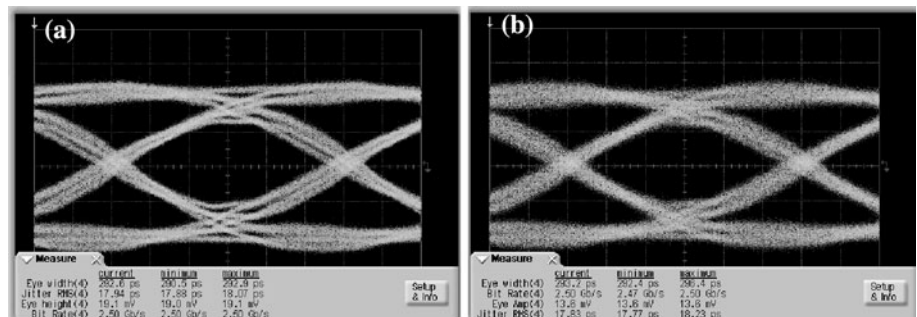 (a)
Measure
current minimum maximum
Eye width(4) 292.6 ps 290.5 ps 292.9 ps
Jitter RMS(4) 17.94 ps 17.88 ps 18.07 ps
Eye height(4) 19.1 mV 19.0 mV 19.1 mV
Bit Rate(4) 2.50 Gb/s 2.50 Gb/s 2.50 Gb/s
Setup
& Info
(b)
Measure
current minimum maximum
Eye width(4) 293.2 ps 292.4 ps 296.4 ps
Bit Rate(4) 2.50 Gb/s 2.47 Gb/s 2.50 Gb/s
Eye Amp(4) 13.6 mV 13.6 mV 13.6 mV
Jitter RMS(4) 17.83 ps 17.77 ps 18.23 ps
Setup
& Info